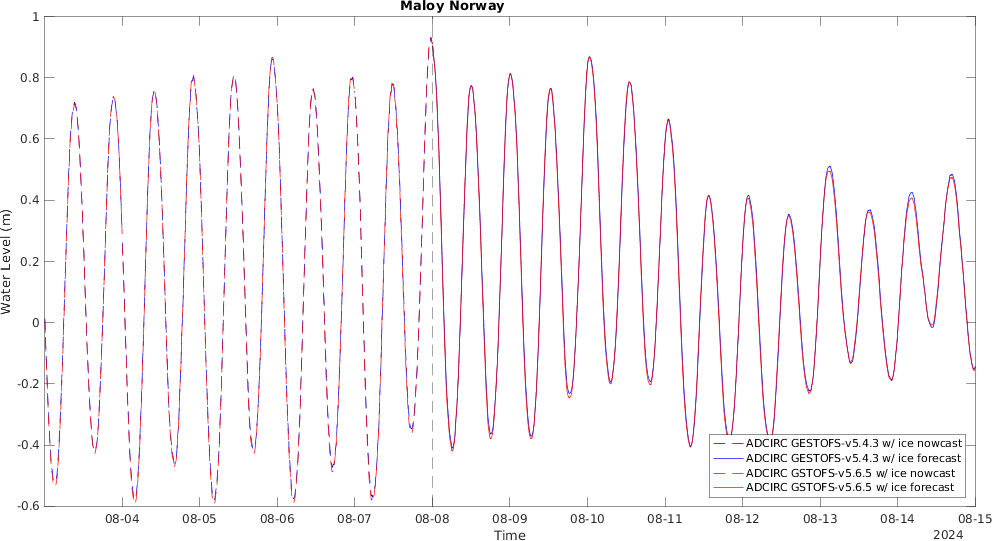 Maloy Norway
1
0.8
0.6
0.4
0.2
0
-0.2
-0.4
-0.6
Water Level (m)
ADCIRC GESTOFS-v5.4.3 w/ ice nowcast
ADCIRC GESTOFS-v5.4.3 w/ ice forecast
ADCIRC GSTOFS-v5.6.5 w/ ice nowcast
ADCIRC GSTOFS-v5.6.5 w/ ice forecast
08-04 08-05 08-06 08-07 08-08 08-09 08-10 08-11 08-12 08-13 08-14 08-15
Time
2024